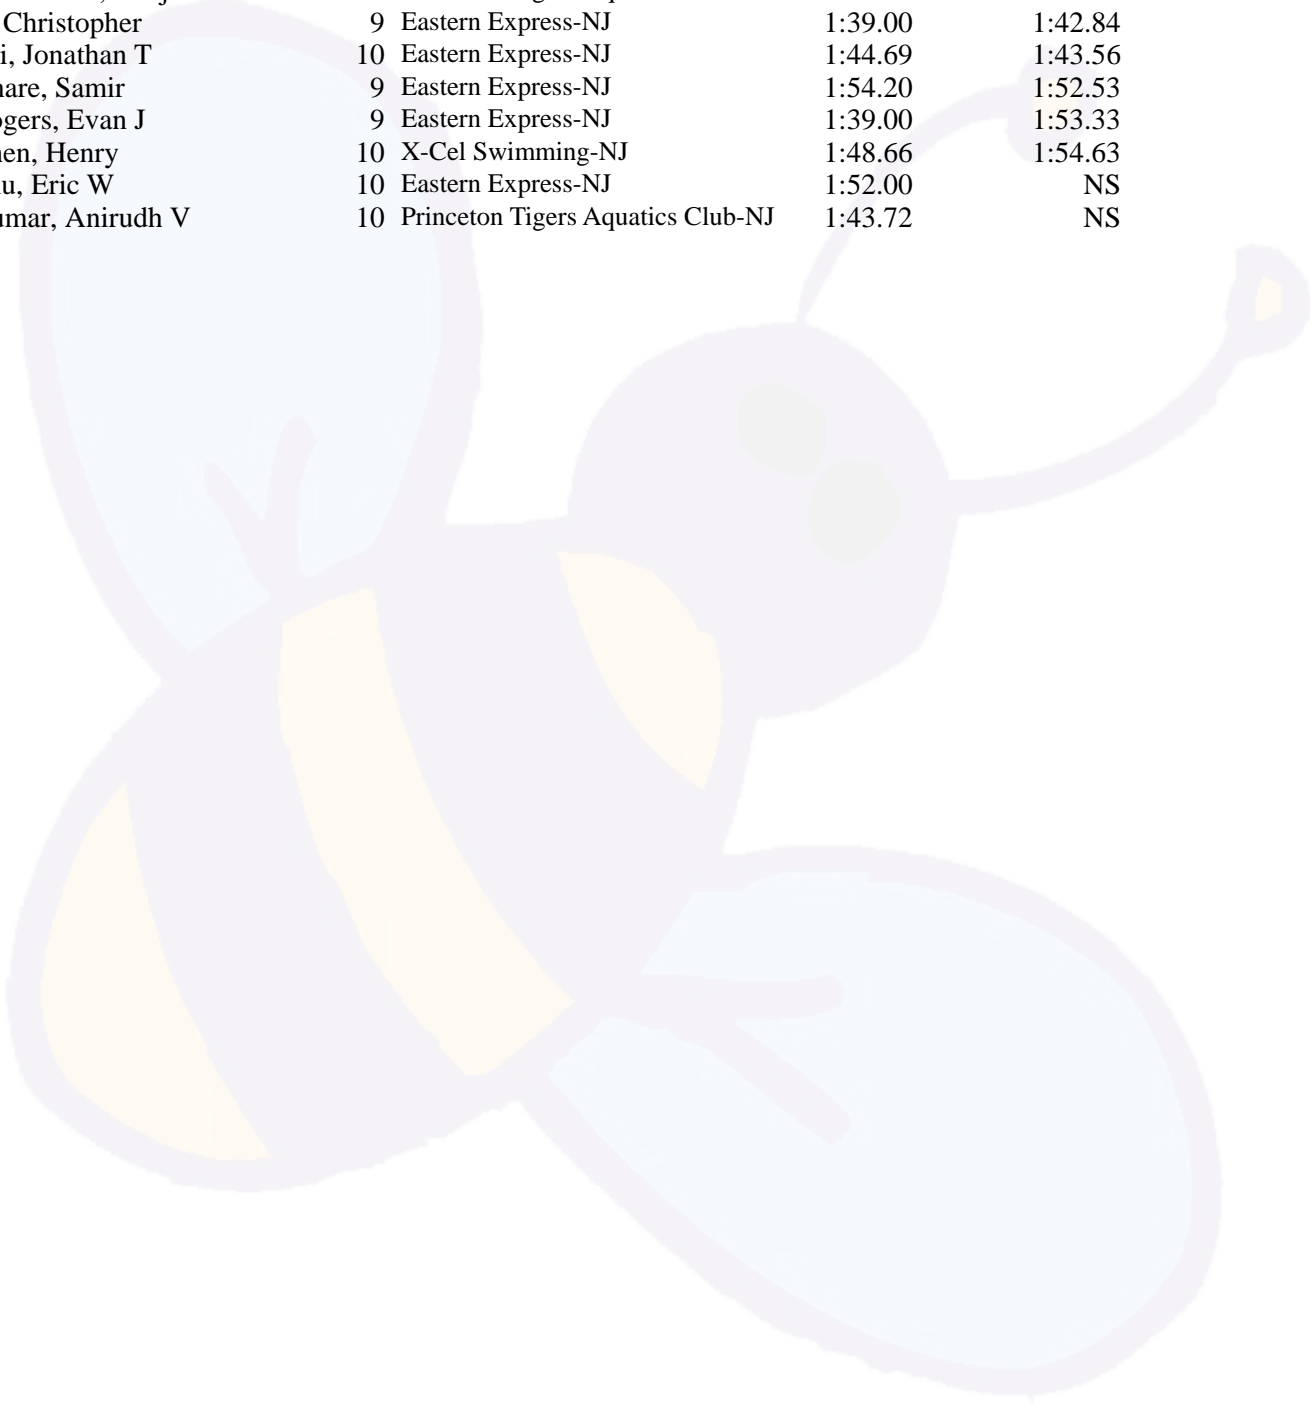 Christopher 9 Eastern Express-NJ 1:39.00 1:42.84
i, Jonathan T 10 Eastern Express-NJ 1:44.69 1:43.56
hare, Samir 9 Eastern Express-NJ 1:54.20 1:52.53
gers, Evan J 9 Eastern Express-NJ 1:39.00 1:53.33
en, Henry 10 X-Cel Swimming-NJ 1:48.66 1:54.63
u, Eric W 10 Eastern Express-NJ 1:52.00 NS
umar, Anirudh V 10 Princeton Tigers Aquatics Club-NJ 1:43.72 NS